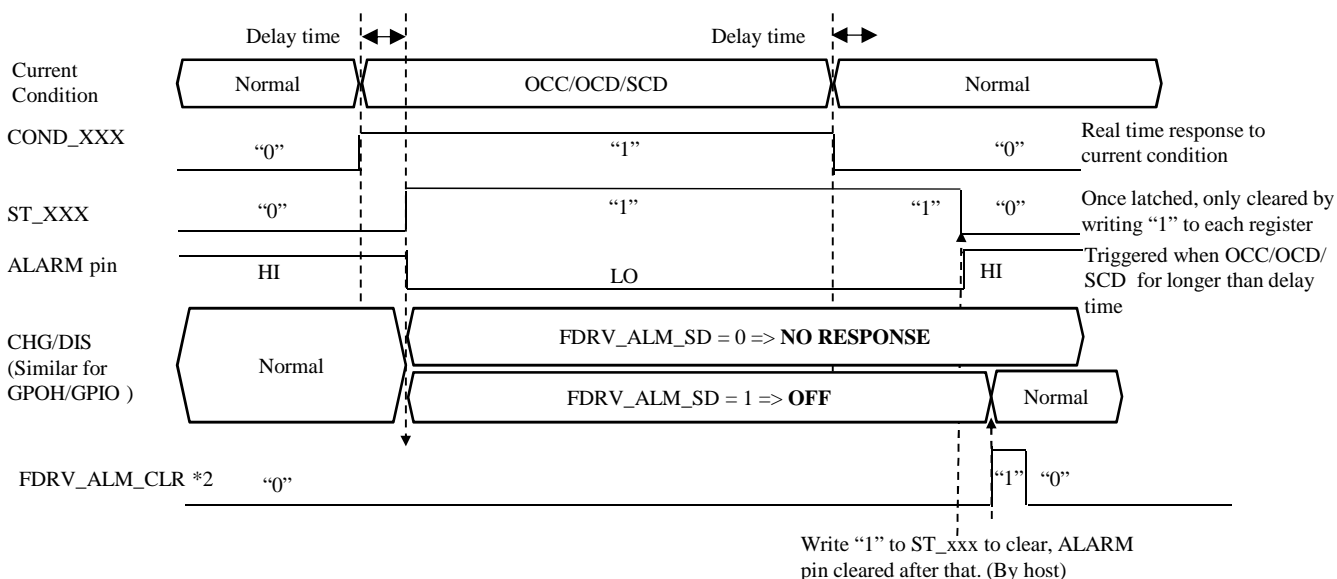 Delay time
Delay time
Current
Condition
Normal
OCC/OCD/SCD
Normal
COND_XXX
“0”
“1”
“0”
Real time response to
current condition
ST_XXX
“0”
“1”
“1”
“0”
Once latched, only cleared by
writing “1” to each register
ALARM pin
HI
LO
HI
Triggered when OCC/OCD/
SCD for longer than delay
time
CHG/DIS
(Similar for
GPOH/GPIO )
Normal
FDRV_ALM_SD = 0 => NO RESPONSE
FDRV_ALM_SD = 1 => OFF
Normal
FDRV_ALM_CLR *2
“0”
“1”
“0”
Write “1” to ST_xxx to clear, ALARM
pin cleared after that. (By host)